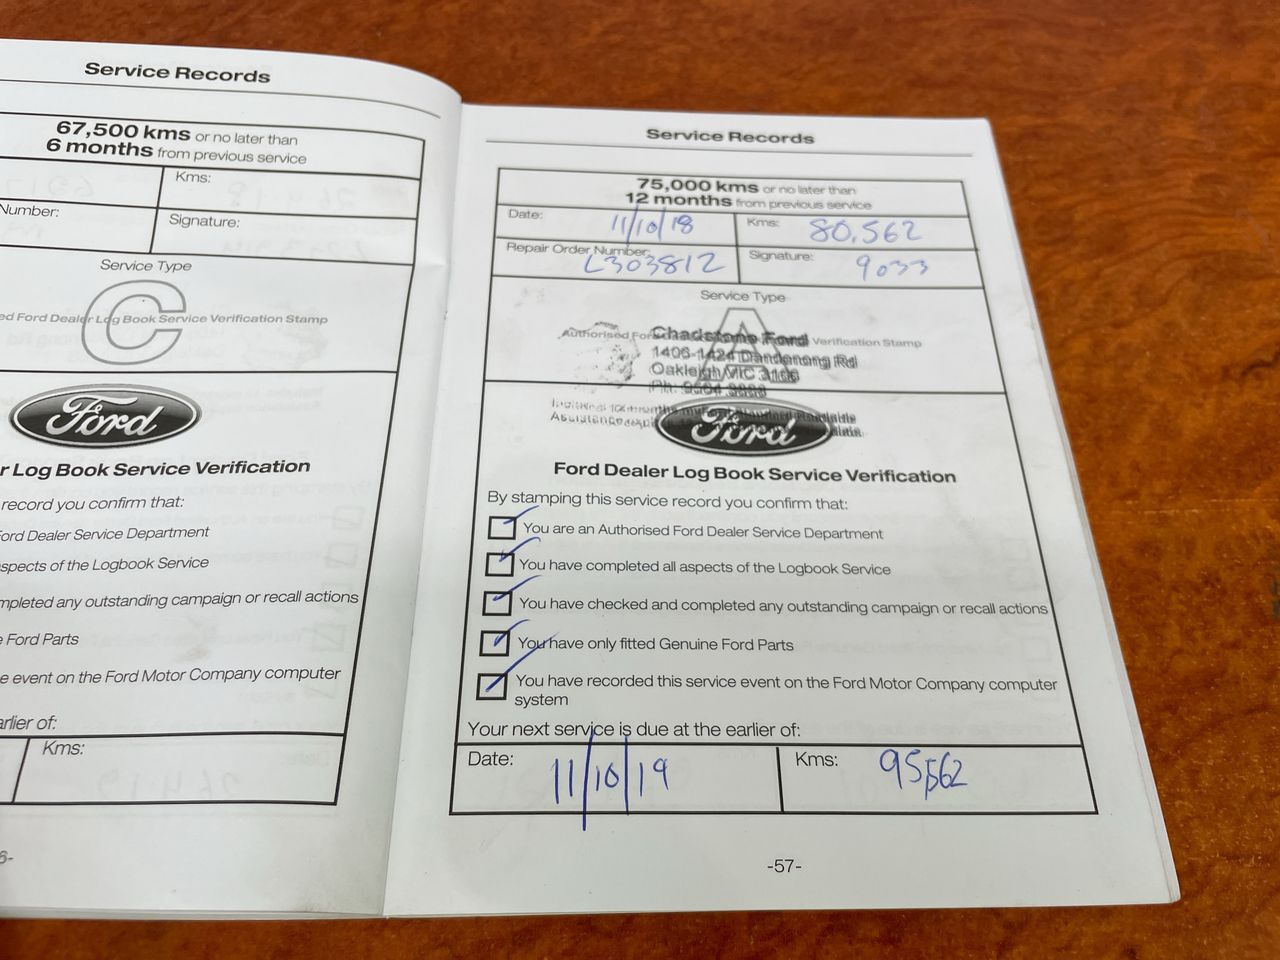 Service Records
67,500 kms or no later than
6 months from previous service
Kms:
Number:
Signature:
Service Type
C
ed Ford Dealer Log Book Service Verification Stamp
Ford
r Log Book Service Verification
record you confirm that:
Ford Dealer Service Department
aspects of the Logbook Service
mpleted any outstanding campaign or recall actions
e Ford Parts
e event on the Ford Motor Company computer
arlier of:
Kms:
6-
Service Records
75,000 kms or no later than
12 months from previous service
Date: 11/10/18
Kms: 80.562
Repair Order Number: L303812
Signature: 9033
Service Type
A
Authorised For
Verification Stamp
Chadstone Ford
1406-1424 Dandenong Rd
Oakleigh VIC 3166
Ford
Ford Dealer Log Book Service Verification
By stamping this service record you confirm that:
You are an Authorised Ford Dealer Service Department
You have completed all aspects of the Logbook Service
You have checked and completed any outstanding campaign or recall actions
You have only fitted Genuine Ford Parts
You have recorded this service event on the Ford Motor Company computer
system
Your next service is due at the earlier of:
Date: 11/10/19
Kms: 95,562
-57-